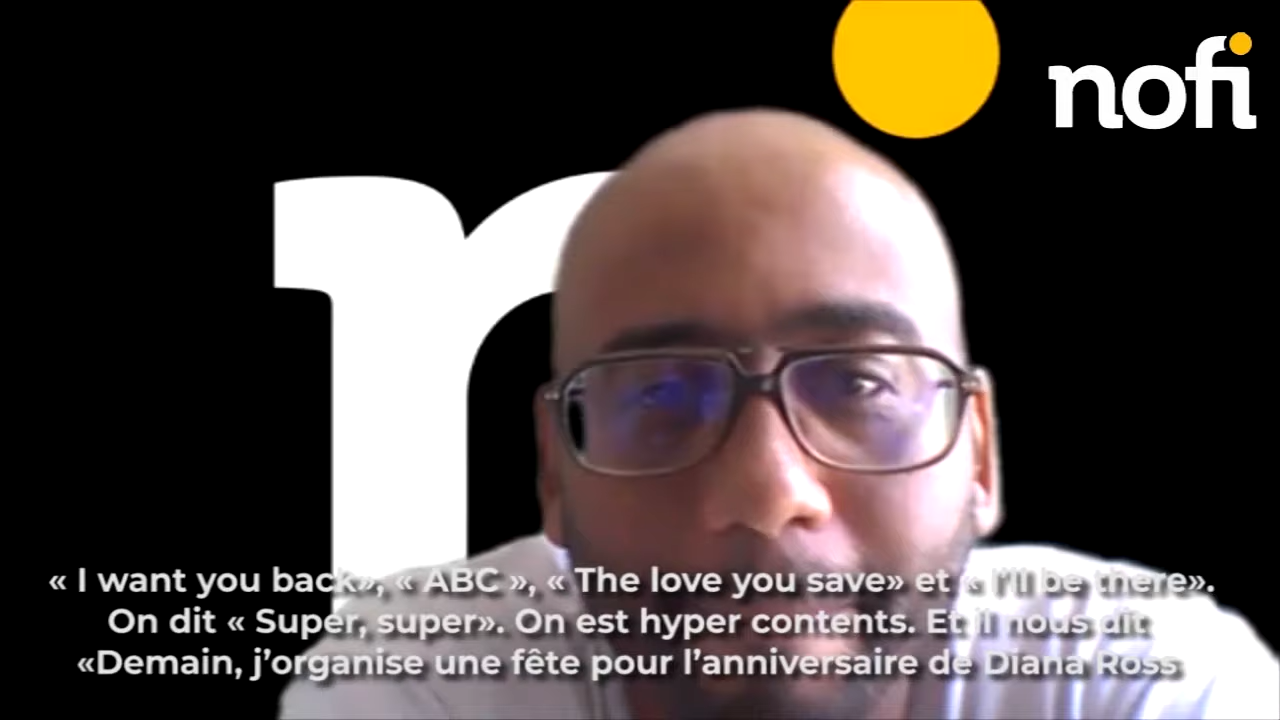 nofi
n
« I want you back», « ABC », « The love you save» et « I'll be there».
On dit « Super, super». On est hyper contents. Et il nous dit
«Demain, j'organise une fête pour l'anniversaire de Diana Ross